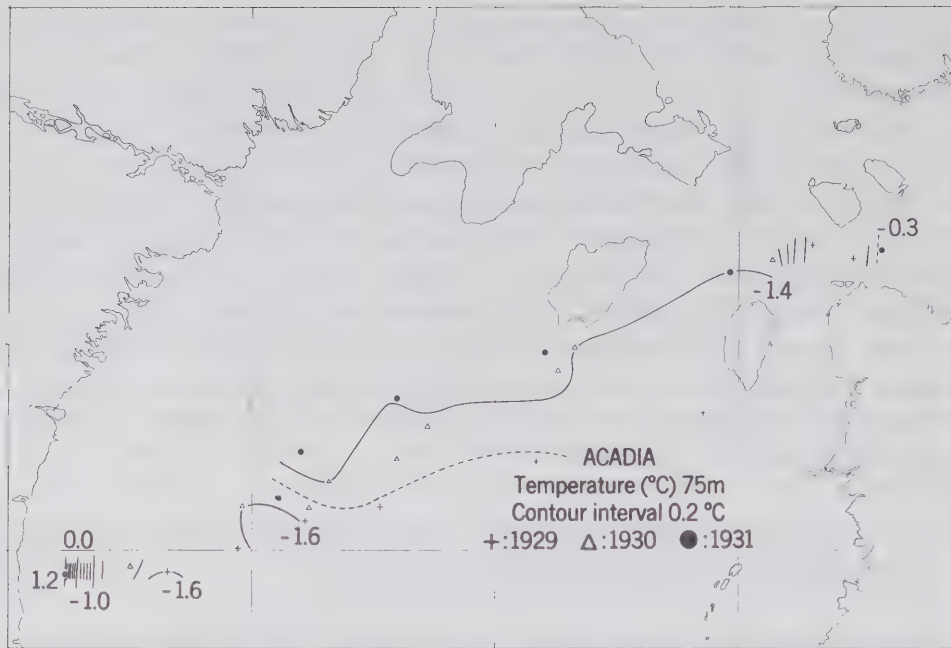 -0.3
-1.4
ACADIA
Temperature (°C) 75m
Contour interval 0.2 °C
+:1929 △:1930 ●:1931
-1.6
0.0
1.2
-1.0
-1.6